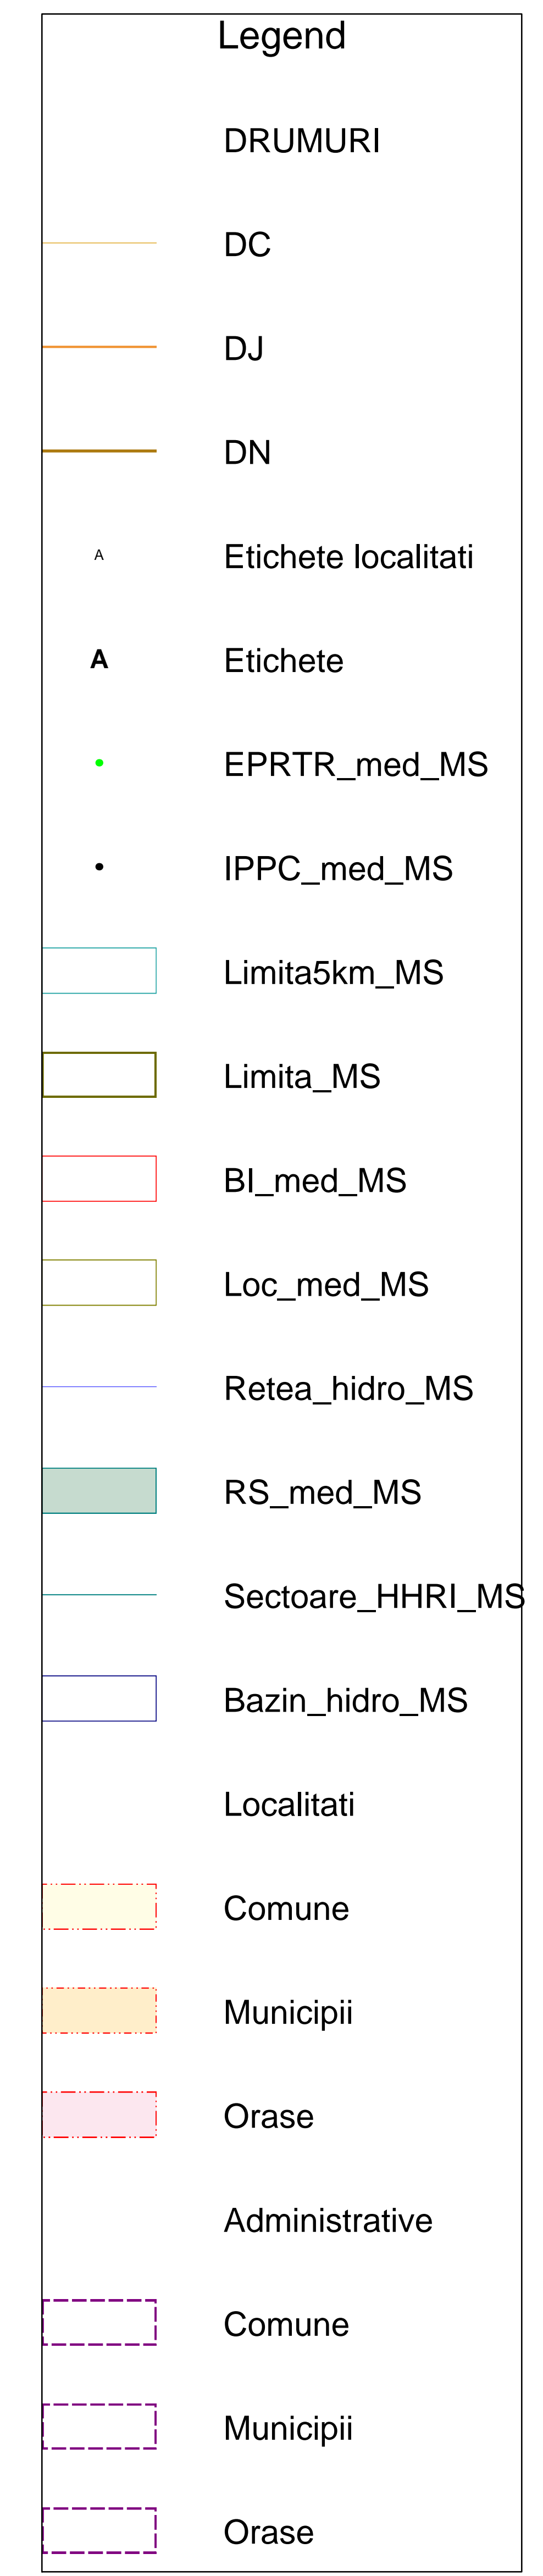 Legend
DRUMURI
DC
DJ
DN
A Etichete localitati
A Etichete
EPRTR_med_MS
IPPC_med_MS
Limita5km_MS
Limita_MS
BI_med_MS
Loc_med_MS
Retea_hidro_MS
RS_med_MS
Sectoare_HHRI_MS
Bazin_hidro_MS
Localitati
Comune
Municipii
Orase
Administrative
Comune
Municipii
Orase